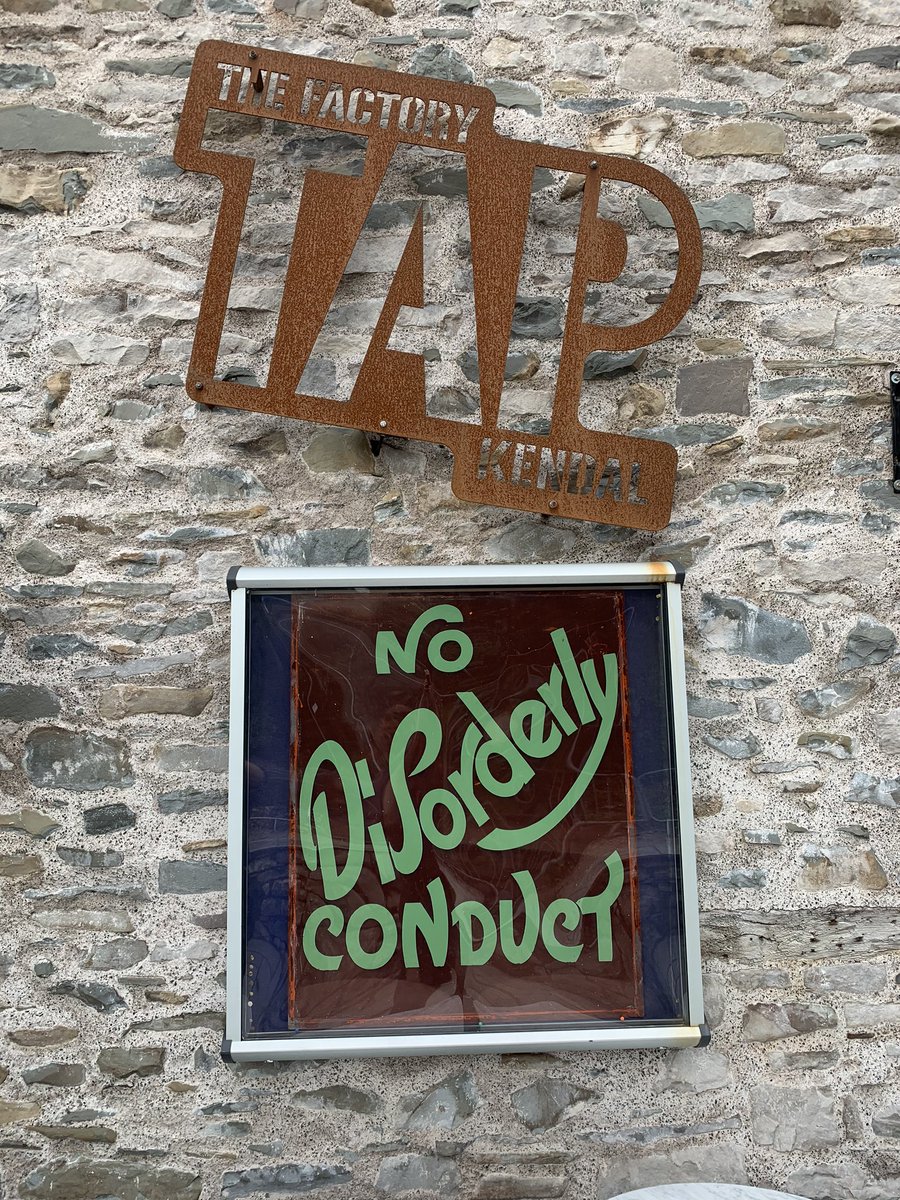 THE FACTORY
TAP
KENDAL
No
DiSorderly
CONDUCT